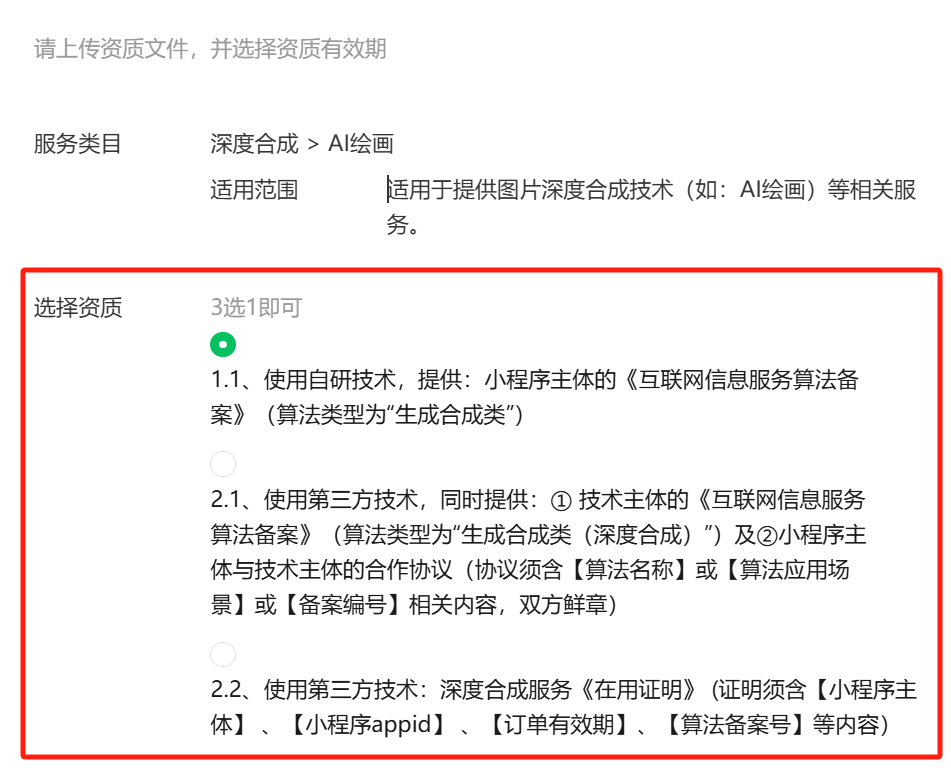 请上传资质文件，并选择资质有效期
服务类目 深度合成 > AI绘画
适用范围 适用于提供图片深度合成技术（如：AI绘画）等相关服
务。
选择资质 3选1即可
1.1、使用自研技术，提供：小程序主体的《互联网信息服务算法备
案》（算法类型为“生成合成类”）
2.1、使用第三方技术，同时提供：① 技术主体的《互联网信息服务
算法备案》（算法类型为“生成合成类（深度合成）”）及②小程序主
体与技术主体的合作协议（协议须含【算法名称】或【算法应用场
景】或【备案编号】相关内容，双方鲜章）
2.2、使用第三方技术：深度合成服务《在用证明》 (证明须含【小程序主
体】 、【小程序appid】 、【订单有效期】、【算法备案号】等内容）